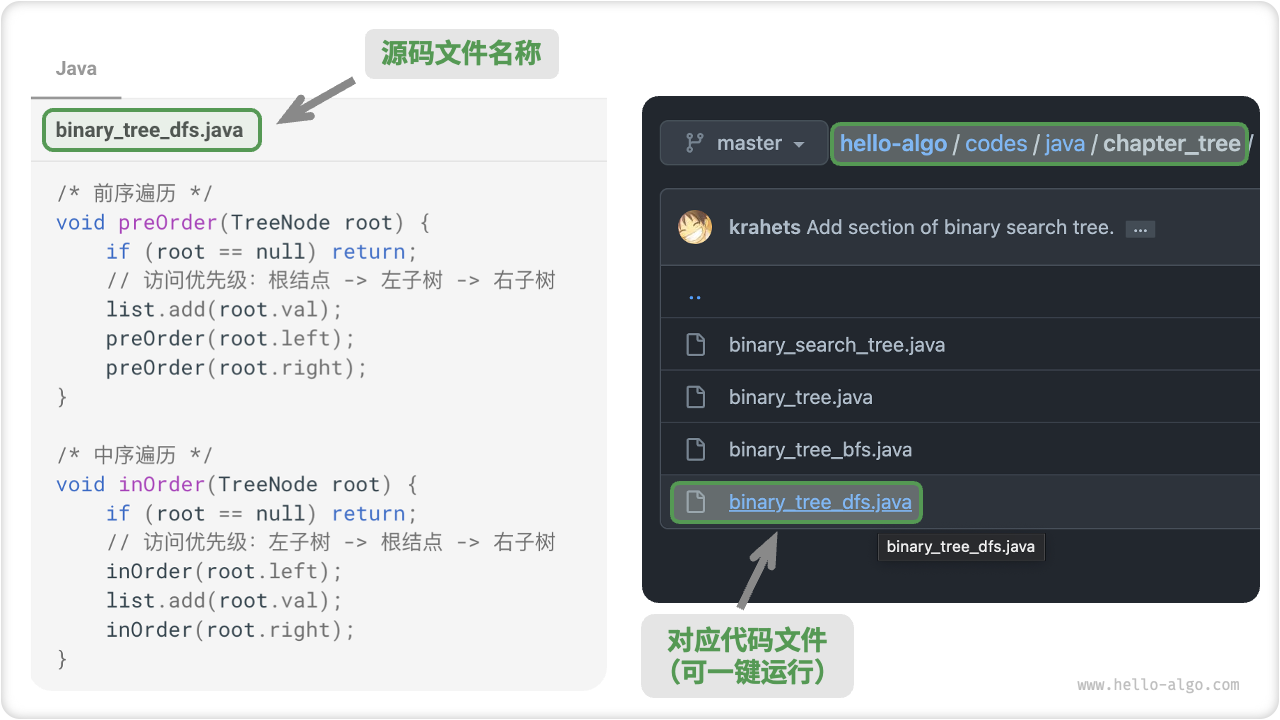 源码文件名称
Java
binary_tree_dfs.java
/* 前序遍历 */
void preOrder(TreeNode root) {
    if (root == null) return;
    // 访问优先级：根结点 -> 左子树 -> 右子树
    list.add(root.val);
    preOrder(root.left);
    preOrder(root.right);
}
/* 中序遍历 */
void inOrder(TreeNode root) {
    if (root == null) return;
    // 访问优先级：左子树 -> 根结点 -> 右子树
    inOrder(root.left);
    list.add(root.val);
    inOrder(root.right);
}
master hello-algo / codes / java / chapter_tree /
krahets Add section of binary search tree. ...
..
binary_search_tree.java
binary_tree.java
binary_tree_bfs.java
binary_tree_dfs.java
binary_tree_dfs.java
对应代码文件
（可一键运行）
www.hello-algo.com